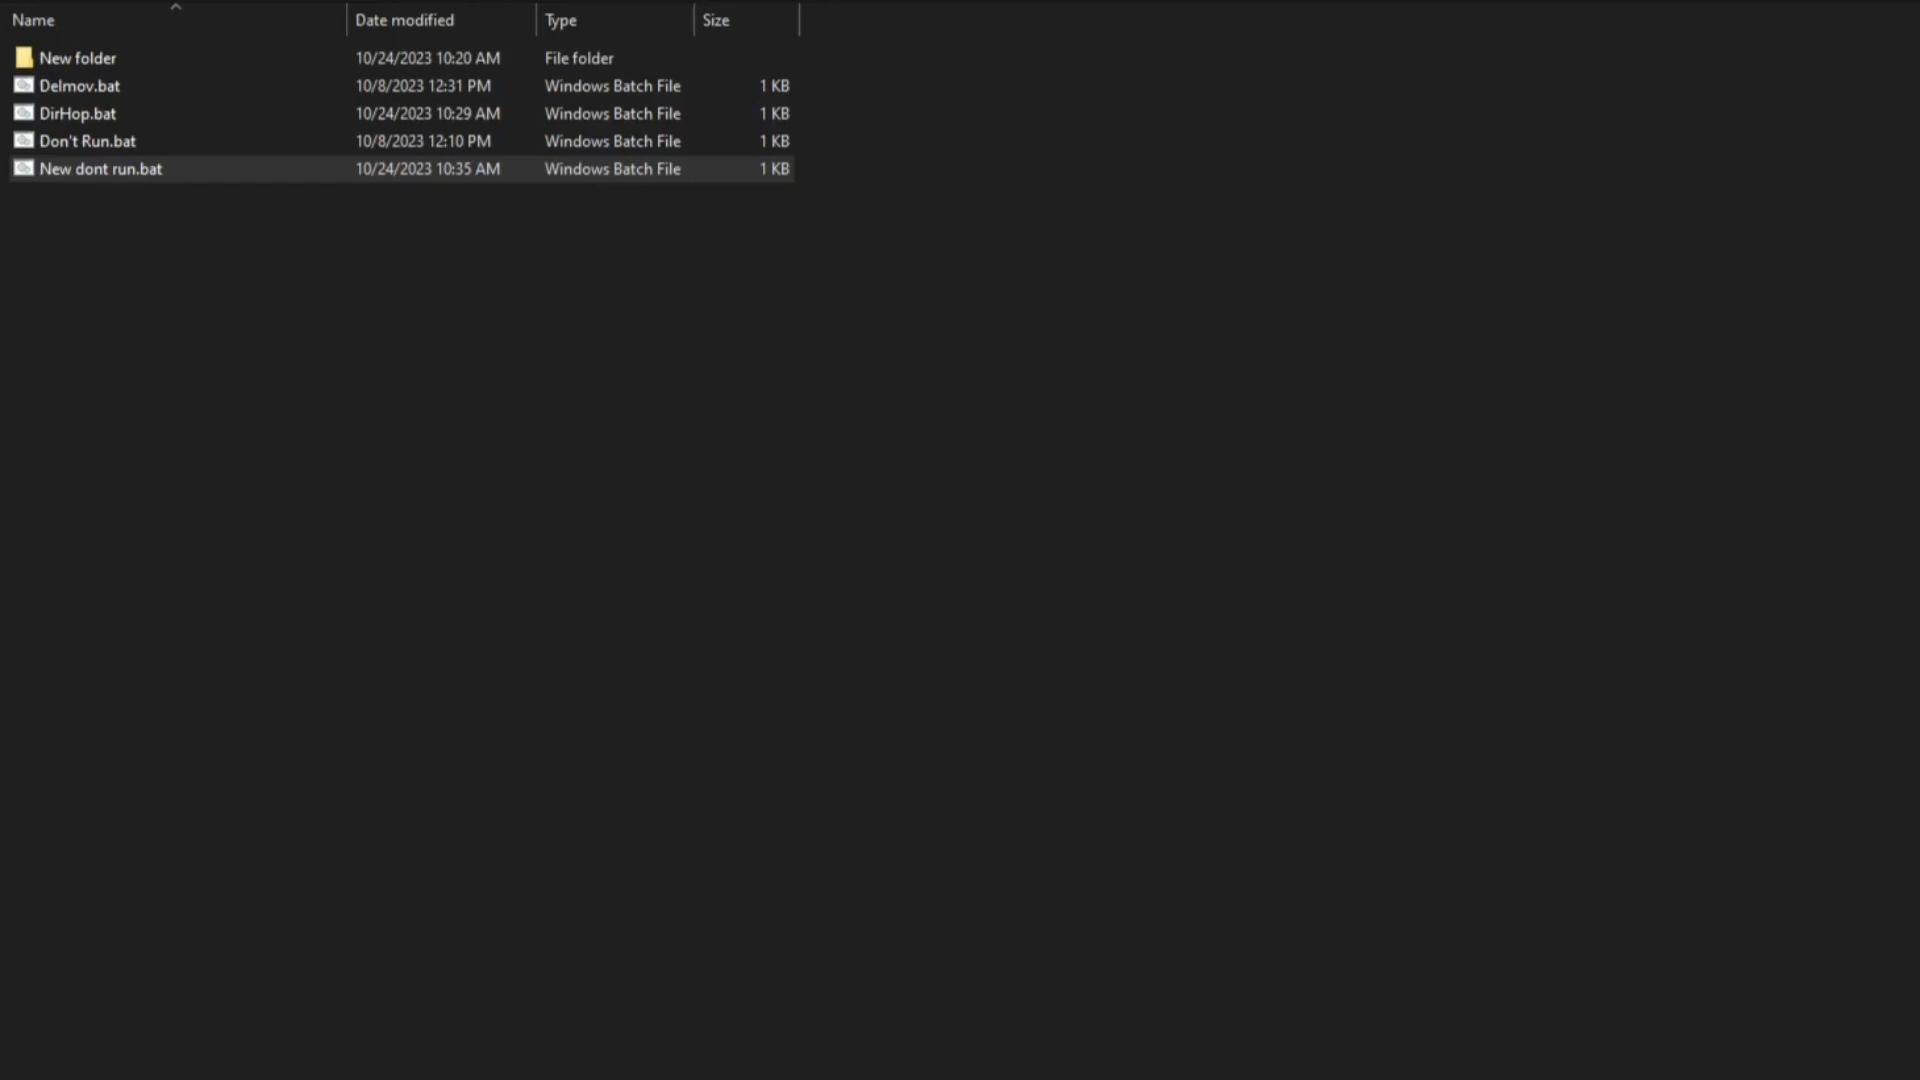 Name Date modified Type Size
New folder 10/24/2023 10:20 AM File folder
Delmov.bat 10/8/2023 12:31 PM Windows Batch File 1 KB
DirHop.bat 10/24/2023 10:29 AM Windows Batch File 1 KB
Don't Run.bat 10/8/2023 12:10 PM Windows Batch File 1 KB
New dont run.bat 10/24/2023 10:35 AM Windows Batch File 1 KB